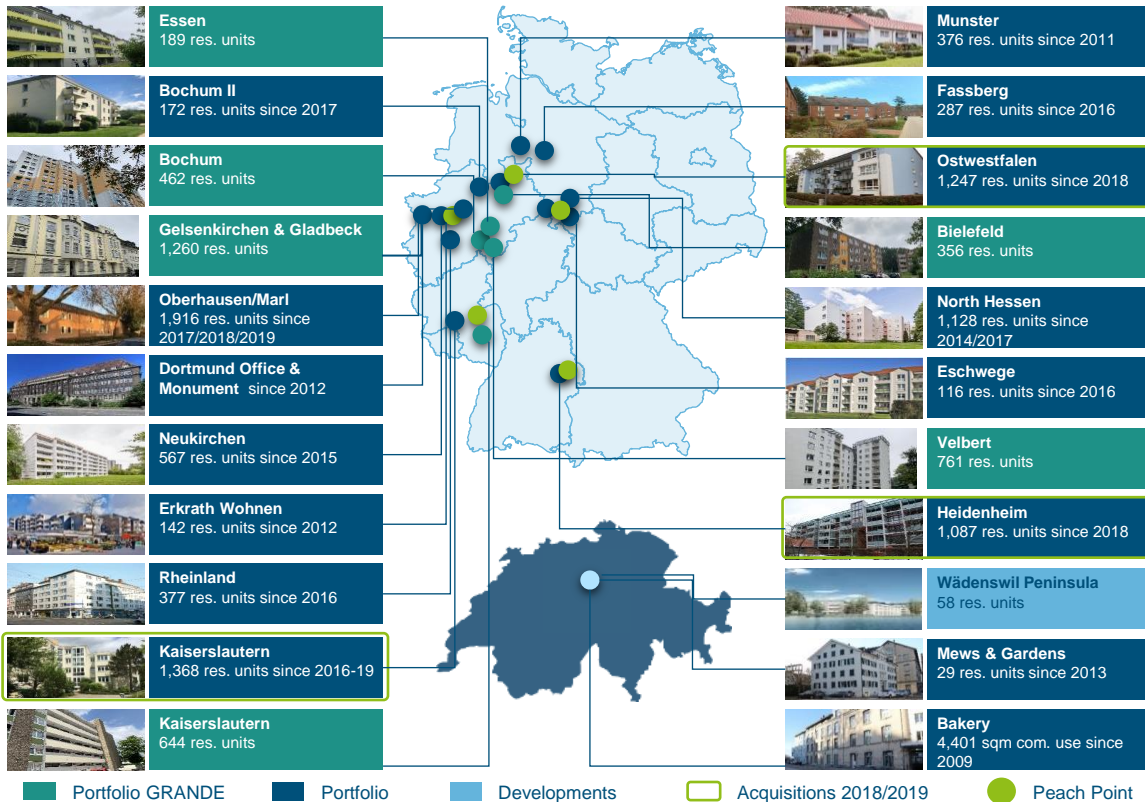 Essen
189 res. units
Bochum II
172 res. units since 2017
Bochum
462 res. units
Gelsenkirchen & Gladbeck
1,260 res. units
Oberhausen/Marl
1,916 res. units since
2017/2018/2019
Dortmund Office &
Monument since 2012
Neukirchen
567 res. units since 2015
Erkrath Wohnen
142 res. units since 2012
Rheinland
377 res. units since 2016
Kaiserslautern
1,368 res. units since 2016-19
Kaiserslautern
644 res. units
Munster
376 res. units since 2011
Fassberg
287 res. units since 2016
Ostwestfalen
1,247 res. units since 2018
Bielefeld
356 res. units
North Hessen
1,128 res. units since
2014/2017
Eschwege
116 res. units since 2016
Velbert
761 res. units
Heidenheim
1,087 res. units since 2018
Wädenswil Peninsula
58 res. units
Mews & Gardens
29 res. units since 2013
Bakery
4,401 sqm com. use since
2009
Portfolio GRANDE
Portfolio
Developments
Acquisitions 2018/2019
Peach Point